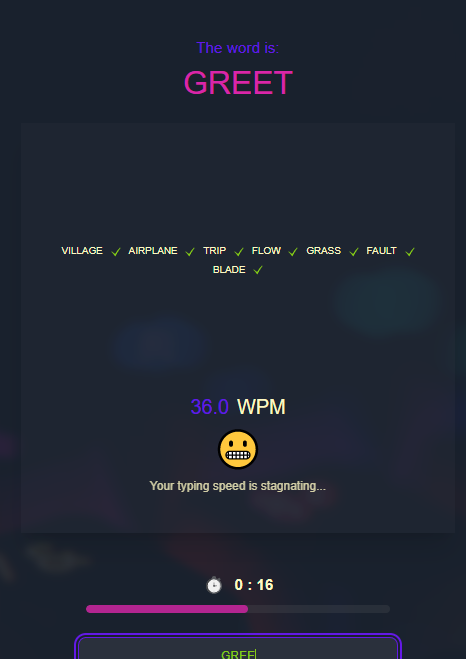 The word is:
GREET
VILLAGE ✓ AIRPLANE ✓ TRIP ✓ FLOW ✓ GRASS ✓ FAULT ✓
BLADE ✓
36.0 WPM
Your typing speed is stagnating...
0 : 16
GREE